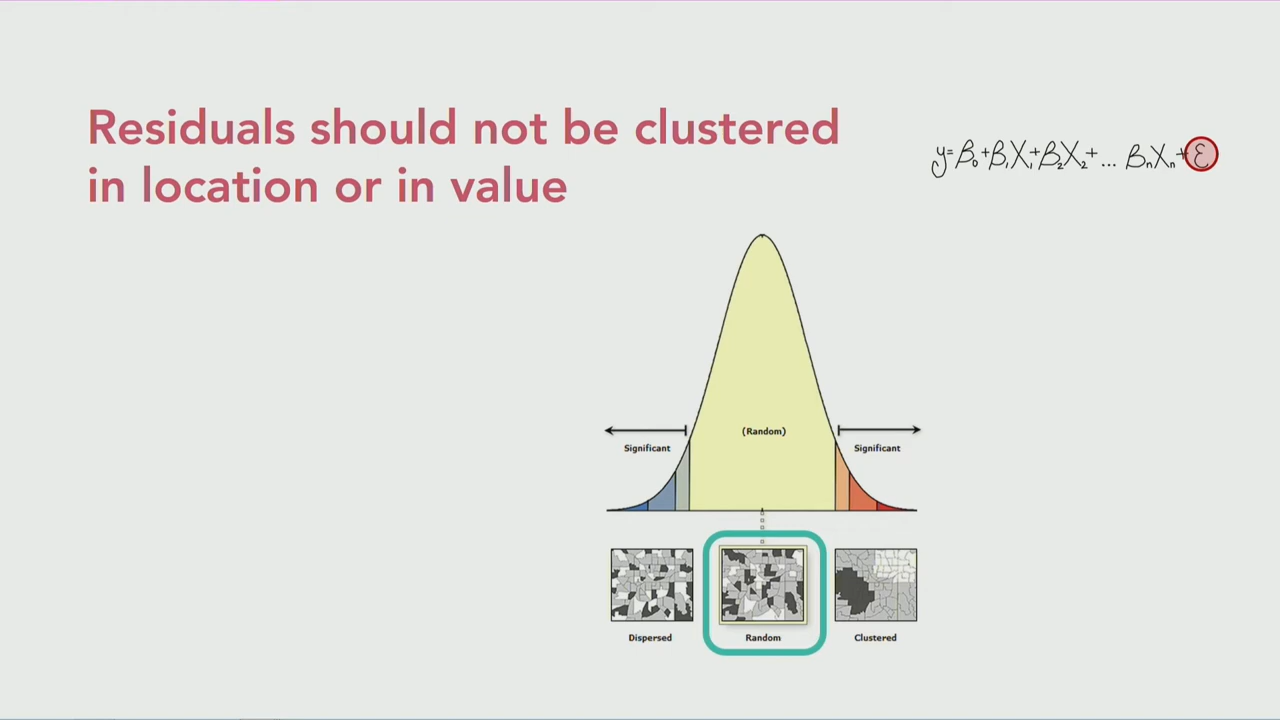 Residuals should not be clustered
in location or in value
y=β₀+β₁X₁+β₂X₂+... βₙXₙ+ε
(Random)
Significant
Significant
Dispersed
Random
Clustered